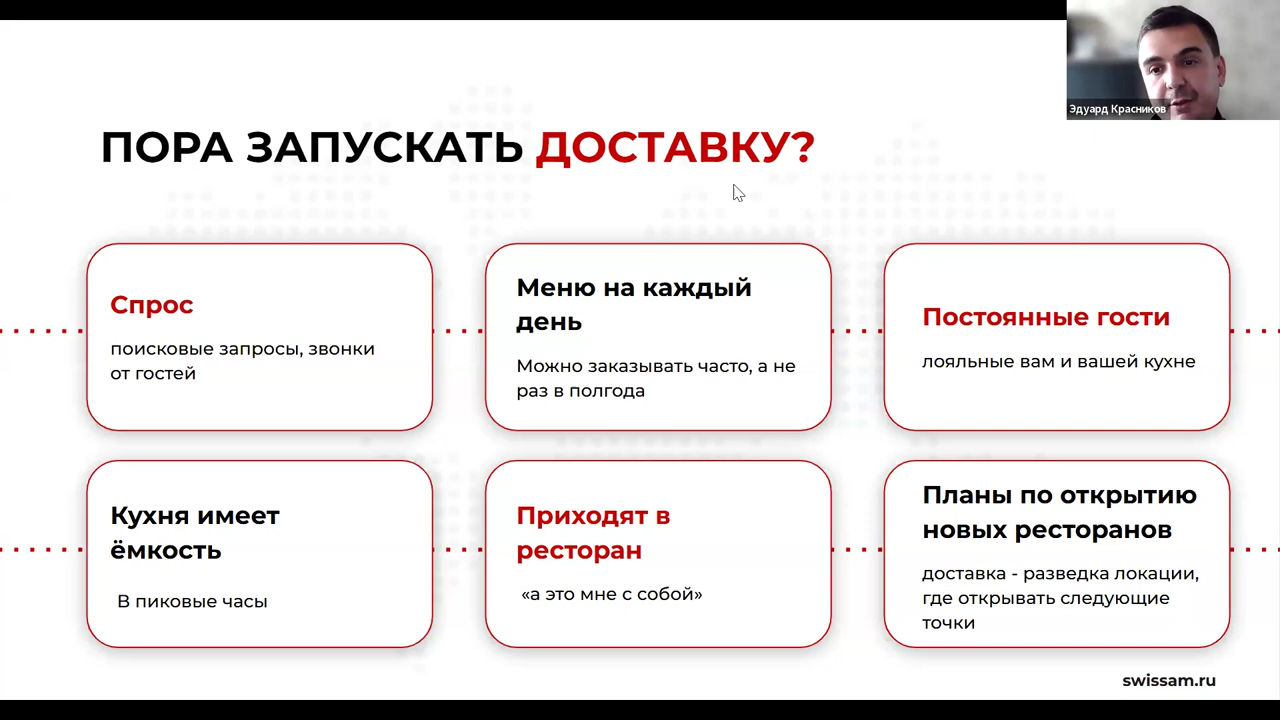 Эдуард Красников
ПОРА ЗАПУСКАТЬ ДОСТАВКУ?
Спрос
поисковые запросы, звонки
от гостей
Меню на каждый
день
Можно заказывать часто, а не
раз в полгода
Постоянные гости
лояльные вам и вашей кухне
Кухня имеет
ёмкость
В пиковые часы
Приходят в
ресторан
«а это мне с собой»
Планы по открытию
новых ресторанов
доставка - разведка локации,
где открывать следующие
точки
swissam.ru